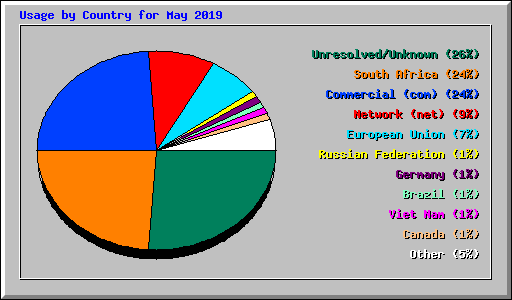 Usage by Country for May 2019
Unresolved/Unknown (26%)
South Africa (24%)
Commercial (com) (24%)
Network (net) (9%)
European Union (7%)
Russian Federation (1%)
Germany (1%)
Brazil (1%)
Viet Nam (1%)
Canada (1%)
Other (5%)